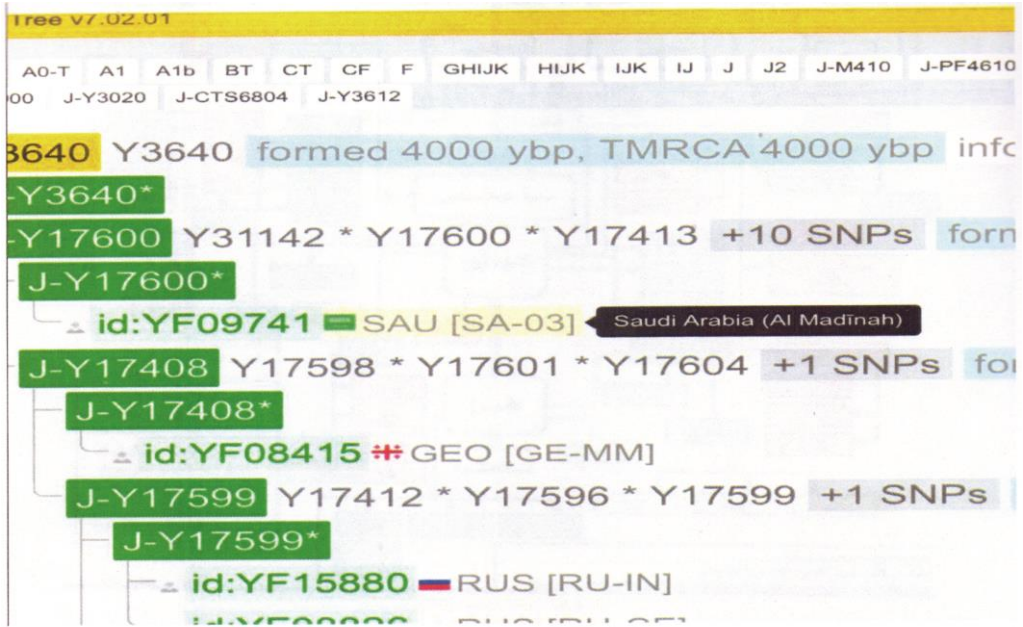 Tree v7.02.01
A0-T A1 A1b BT CT CF F GHIJK HIJK IJK IJ J J2 J-M410 J-PF4610
00 J-Y3020 J-CTS6804 J-Y3612
3640 Y3640 formed 4000 ybp, TMRCA 4000 ybp info
-Y3640*
-Y17600 Y31142 * Y17600 * Y17413 +10 SNPs form
J-Y17600*
id:YF09741 SAU [SA-03] Saudi Arabia (Al Madīnah)
J-Y17408 Y17598 * Y17601 * Y17604 +1 SNPs for
J-Y17408*
id:YF08415 GEO [GE-MM]
J-Y17599 Y17412 * Y17596 * Y17599 +1 SNPs
J-Y17599*
id:YF15880 RUS [RU-IN]